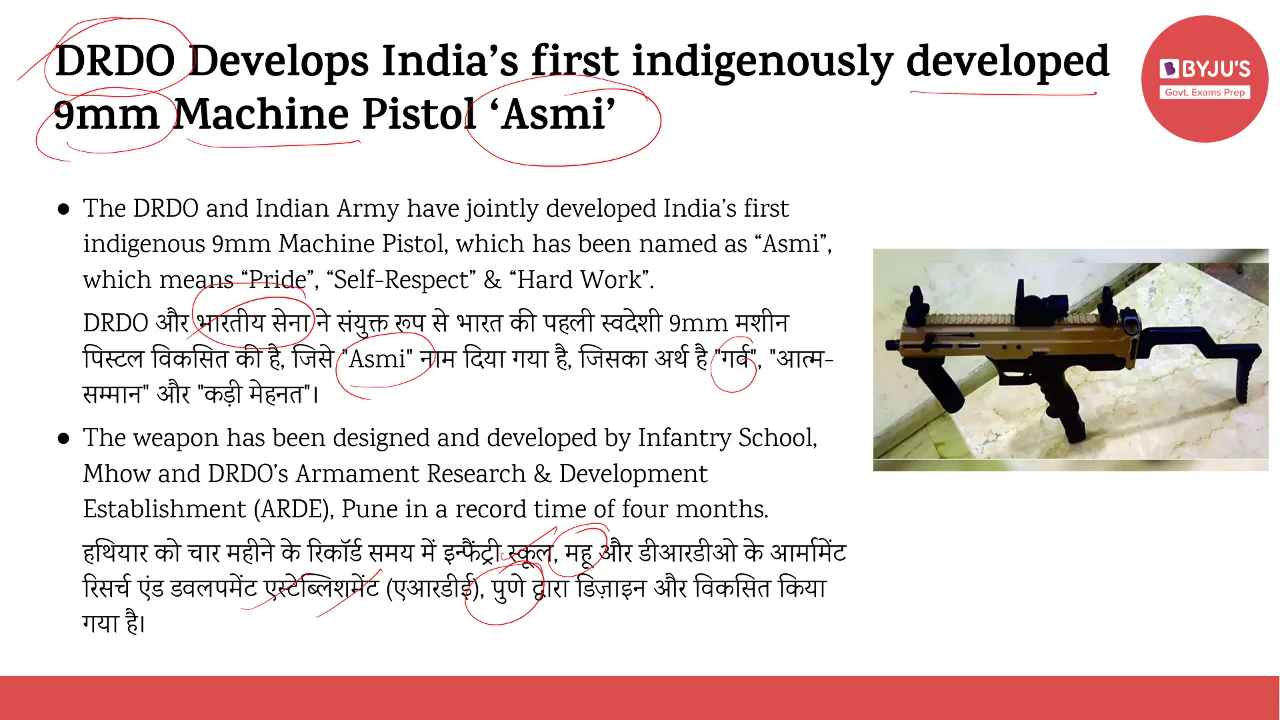 DRDO Develops India's first indigenously developed
9mm Machine Pistol ‘Asmi’
BYJU'S
Govt. Exams Prep
● The DRDO and Indian Army have jointly developed India's first
indigenous 9mm Machine Pistol, which has been named as “Asmi”,
which means “Pride”, “Self-Respect” & “Hard Work”.
DRDO और भारतीय सेना ने संयुक्त रूप से भारत की पहली स्वदेशी 9mm मशीन
पिस्टल विकसित की है, जिसे "Asmi" नाम दिया गया है, जिसका अर्थ है "गर्व", "आत्म-
सम्मान" और "कड़ी मेहनत"।
● The weapon has been designed and developed by Infantry School,
Mhow and DRDO's Armament Research & Development
Establishment (ARDE), Pune in a record time of four months.
हथियार को चार महीने के रिकॉर्ड समय में इन्फैंट्री स्कूल, महू और डीआरडीओ के आर्मामेंट
रिसर्च एंड डवलपमेंट एस्टेब्लिशमेंट (एआरडीई), पुणे द्वारा डिज़ाइन और विकसित किया
गया है।